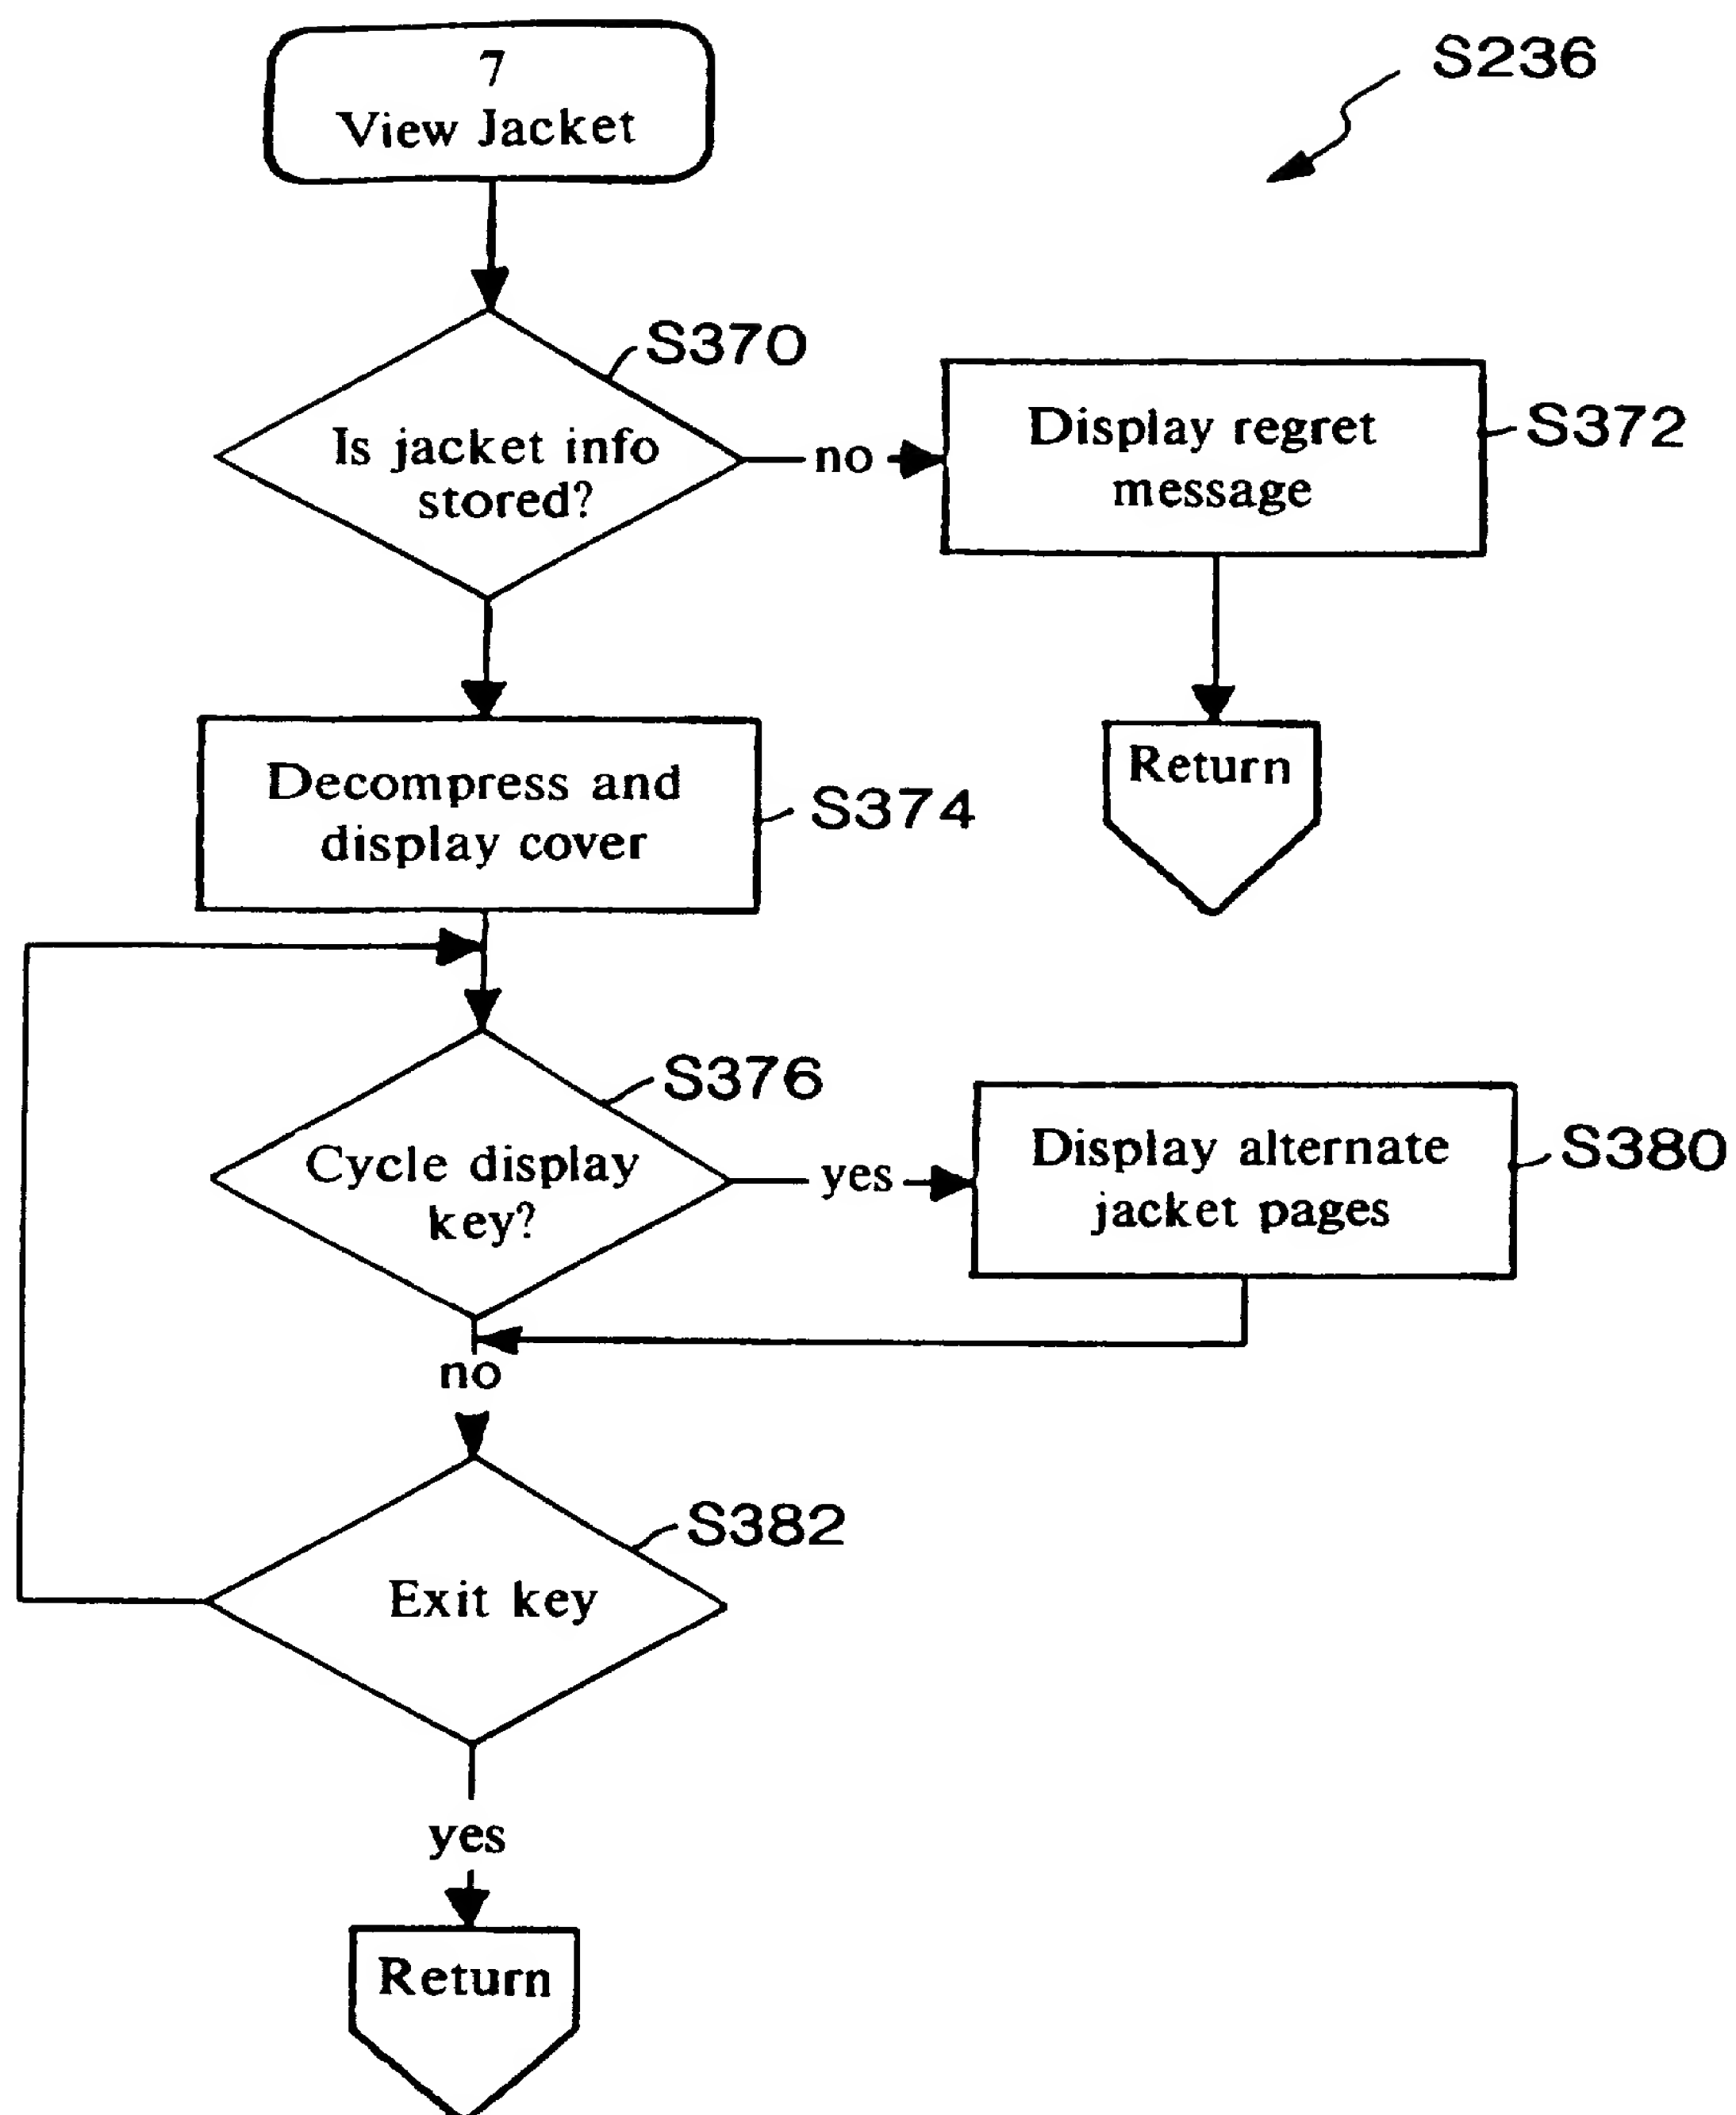 7
View Jacket
S236
S370
Is jacket info
stored?
no
Display regret
message
S372
Return
Decompress and
display cover
S374
S376
Cycle display
key?
yes
Display alternate
jacket pages
S380
no
S382
Exit key
yes
Return